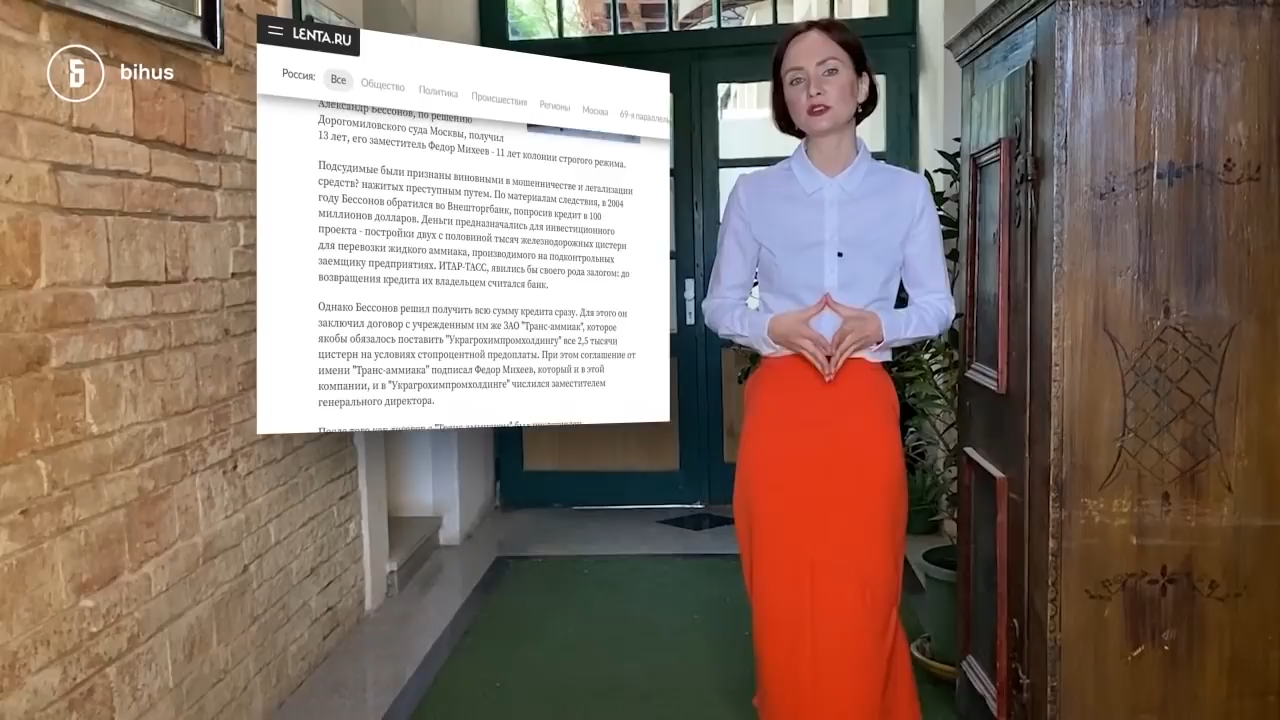 bihus
LENTA.RU
Россия: Все Общество Политика Происшествия Регионы Москва 69-я параллель
Александр Бессонов, по решению
Дорогомиловского суда Москвы, получил
13 лет, его заместитель Федор Михеев - 11 лет колонии строгого режима.
Подсудимые были признаны виновными в мошенничестве и легализации
средств? нажитых преступным путем. По материалам следствия, в 2004
году Бессонов обратился во Внешторгбанк, попросив кредит в 100
миллионов долларов. Деньги предназначались для инвестиционного
проекта - постройки двух с половиной тысяч железнодорожных цистерн
для перевозки жидкого аммиака, производимого на подконтрольных
заемщику предприятиях. ИТАР-ТАСС, явились бы своего рода залогом: до
возвращения кредита их владельцем считался банк.
Однако Бессонов решил получить всю сумму кредита сразу. Для этого он
заключил договор с учрежденным им же ЗАО "Транс-аммиак", которое
якобы обязалось поставить "Украгрохимпромхолдингу" все 2,5 тысячи
цистерн на условиях стопроцентной предоплаты. При этом соглашение от
имени "Транс-аммиака" подписал Федор Михеев, который и в этой
компании, и в "Украгрохимпромхолдинге" числился заместителем
генерального директора.